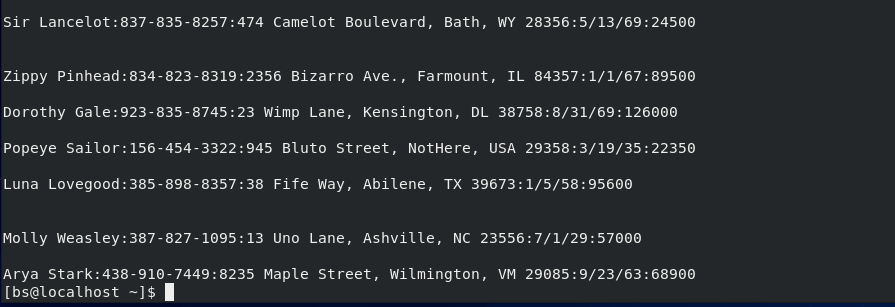 Sir Lancelot:837-835-8257:474 Camelot Boulevard, Bath, WY 28356:5/13/69:24500
Zippy Pinhead:834-823-8319:2356 Bizarro Ave., Farmount, IL 84357:1/1/67:89500
Dorothy Gale:923-835-8745:23 Wimp Lane, Kensington, DL 38758:8/31/69:126000
Popeye Sailor:156-454-3322:945 Bluto Street, NotHere, USA 29358:3/19/35:22350
Luna Lovegood:385-898-8357:38 Fife Way, Abilene, TX 39673:1/5/58:95600
Molly Weasley:387-827-1095:13 Uno Lane, Ashville, NC 23556:7/1/29:57000
Arya Stark:438-910-7449:8235 Maple Street, Wilmington, VM 29085:9/23/63:68900
[bs@localhost ~]$